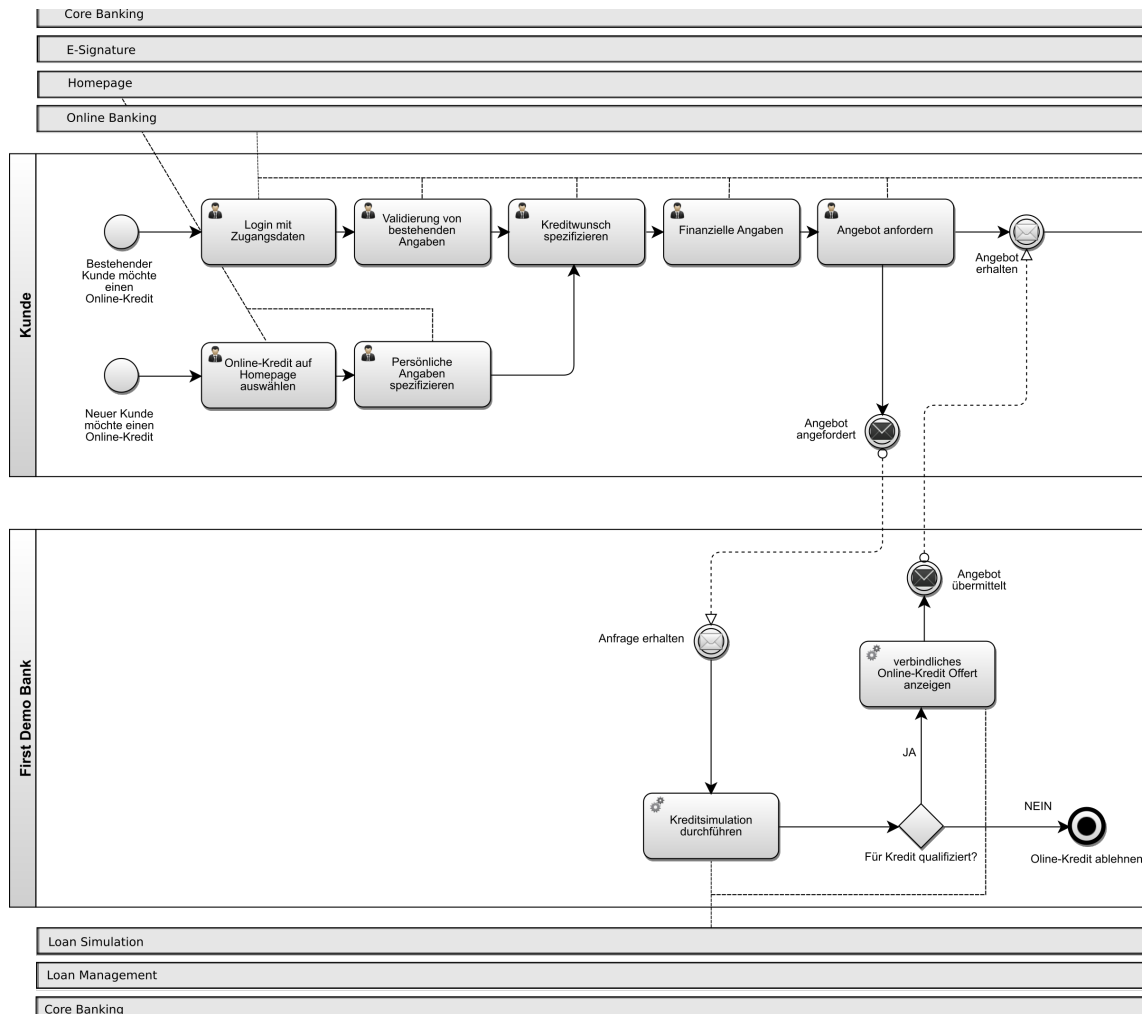 Core Banking
E-Signature
Homepage
Online Banking
Kunde
Login mit
Zugangsdaten
Validierung von
bestehenden
Angaben
Kreditwunsch
spezifizieren
Finanzielle Angaben
Angebot anfordern
Angebot
erhalten
Bestehender
Kunde möchte
einen
Online-Kredit
Online-Kredit auf
Homepage
auswählen
Persönliche
Angaben
spezifizieren
Neuer Kunde
möchte einen
Online-Kredit
Angebot
angefordert
First Demo Bank
Angebot
übermittelt
Anfrage erhalten
verbindliches
Online-Kredit Offert
anzeigen
JA
Kreditsimulation
durchführen
NEIN
Für Kredit qualifiziert?
Oline-Kredit ablehnen
Loan Simulation
Loan Management
Core Banking